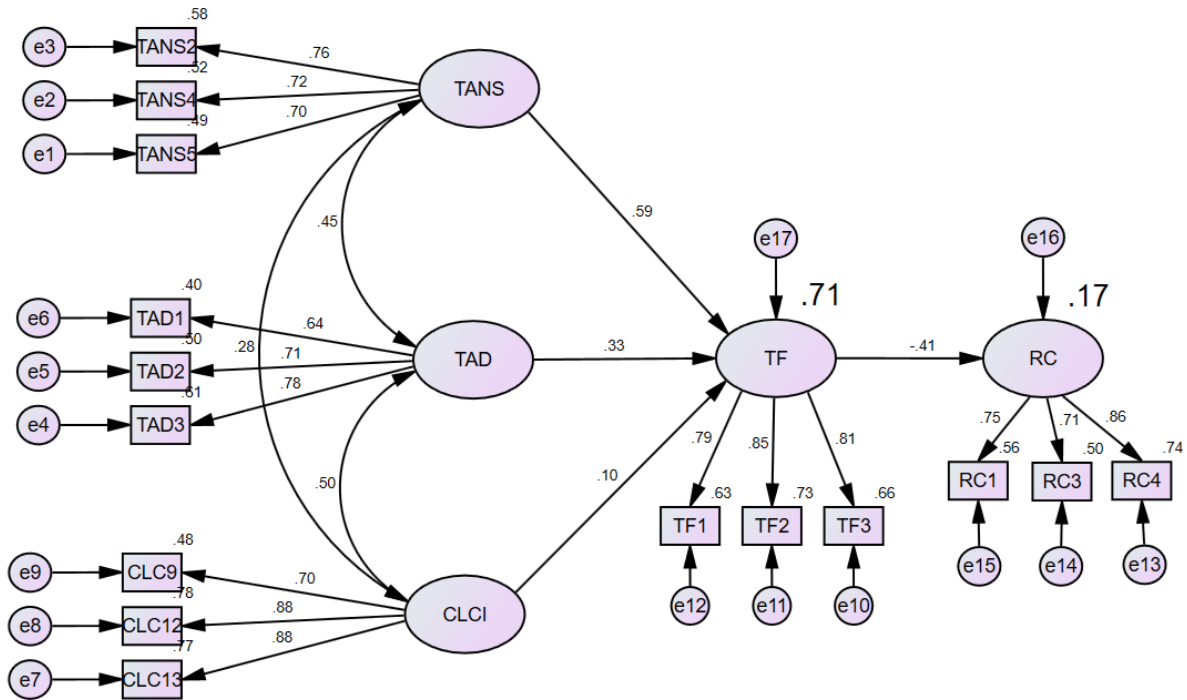 .58
e3 TANS2
.76
.52
e2 TANS4
.72
TANS
.49
e1 TANS5
.70
.45
.59
.28
.40
e6 TAD1
.64
.50
e5 TAD2
.71
TAD
.33
.61
e4 TAD3
.78
.50
.10
.48
e9 CLC9
.70
.78
e8 CLC12
.88
CLCI
.77
e7 CLC13
.88
e17
.71
TF
-.41
e16
.17
RC
.79 .85 .81
.63 .73 .66
TF1 TF2 TF3
e12 e11 e10
.75 .71 .86
.56 .50 .74
RC1 RC3 RC4
e15 e14 e13